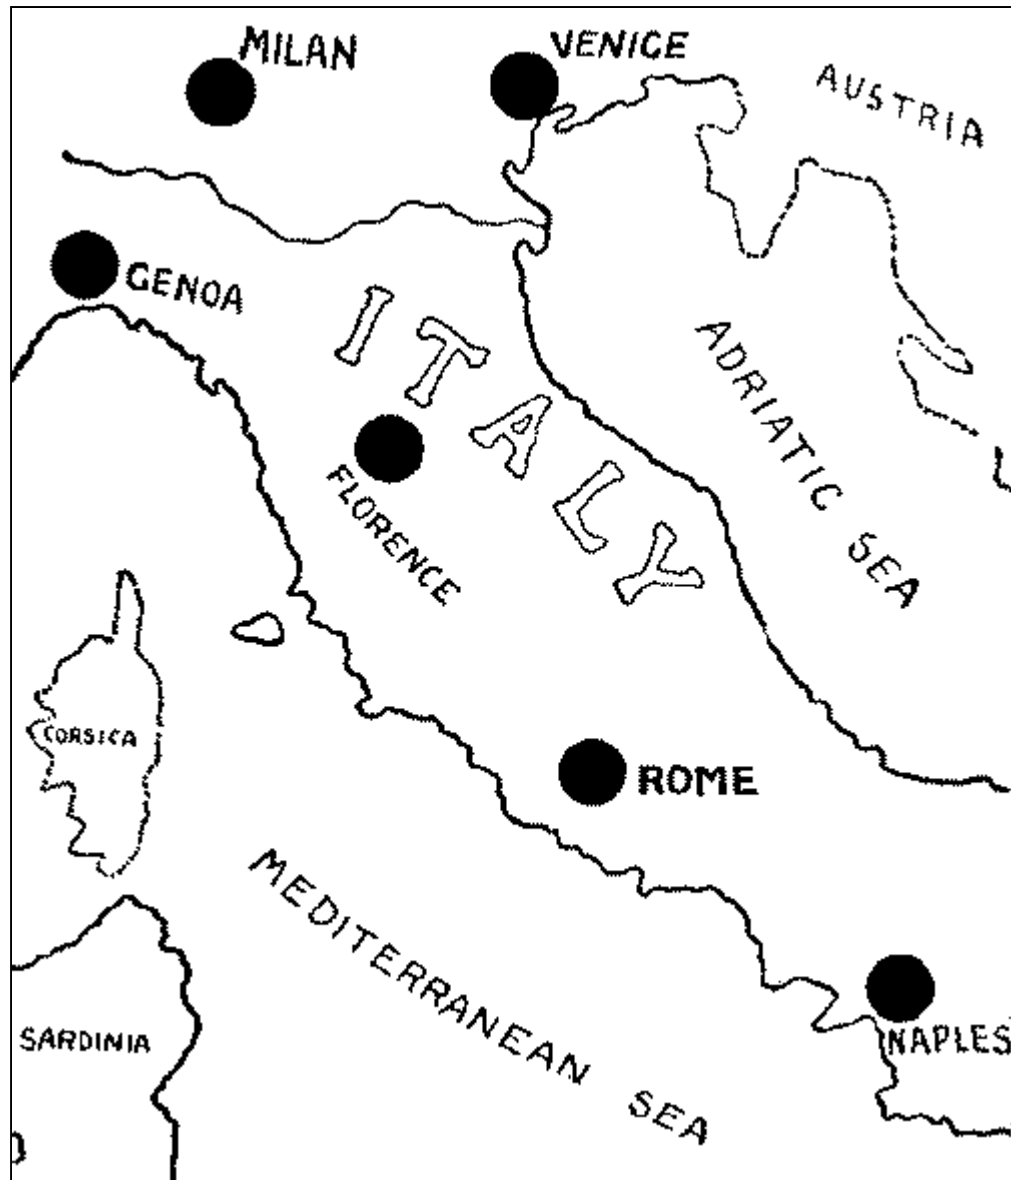 MILAN
VENICE
AUSTRIA
GENOA
ITALY
ADRIATIC SEA
FLORENCE
CORSICA
ROME
MEDITERRANEAN SEA
SARDINIA
NAPLES